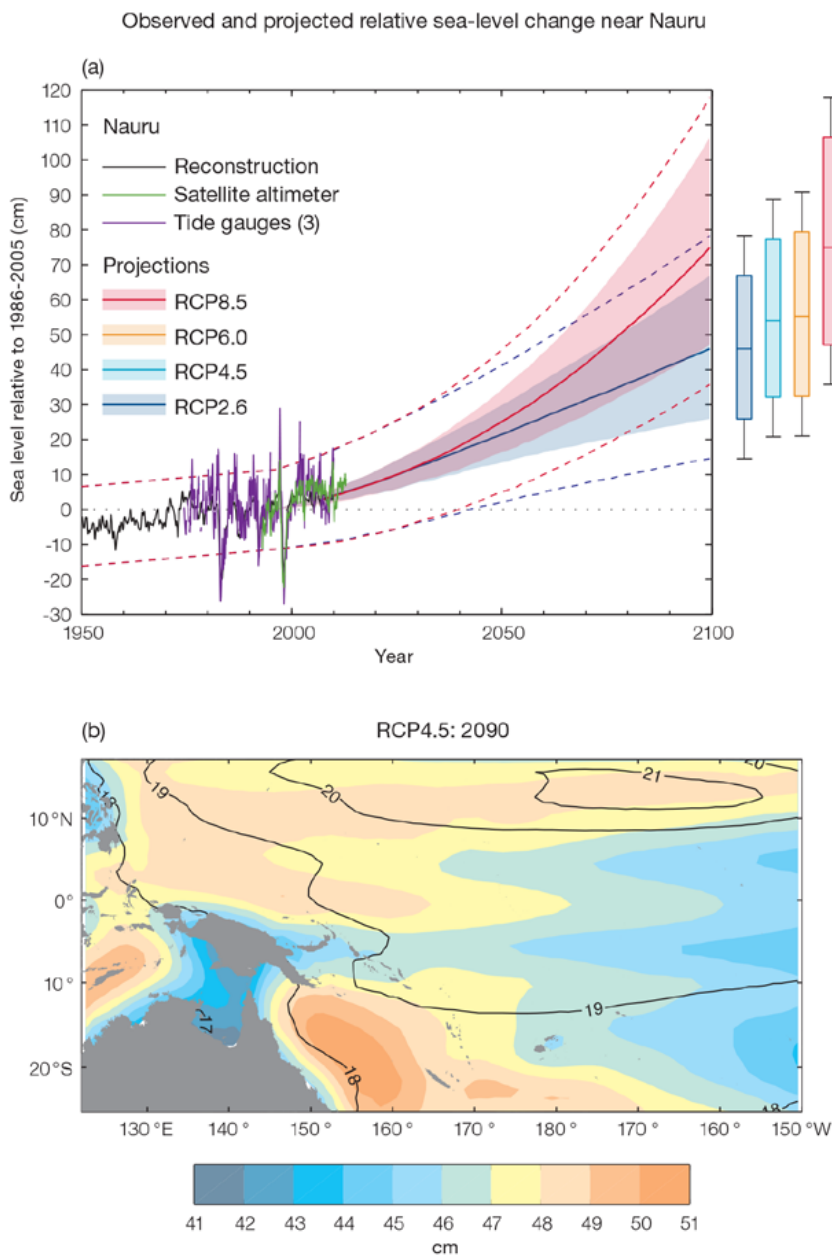 Observed and projected relative sea-level change near Nauru
(a)
120
110
100
90
80
70
60
50
40
30
20
10
0
-10
-20
-30
Sea level relative to 1986-2005 (cm)
Nauru
Reconstruction
Satellite altimeter
Tide gauges (3)
Projections
RCP8.5
RCP6.0
RCP4.5
RCP2.6
1950 2000 2050 2100
Year
(b)
RCP4.5: 2090
18 19 20 21 20
10°N
0°
10°
20°S
17 18 19 18
130°E 140° 150° 160° 170° 180° 170° 160° 150°W
41 42 43 44 45 46 47 48 49 50 51
cm